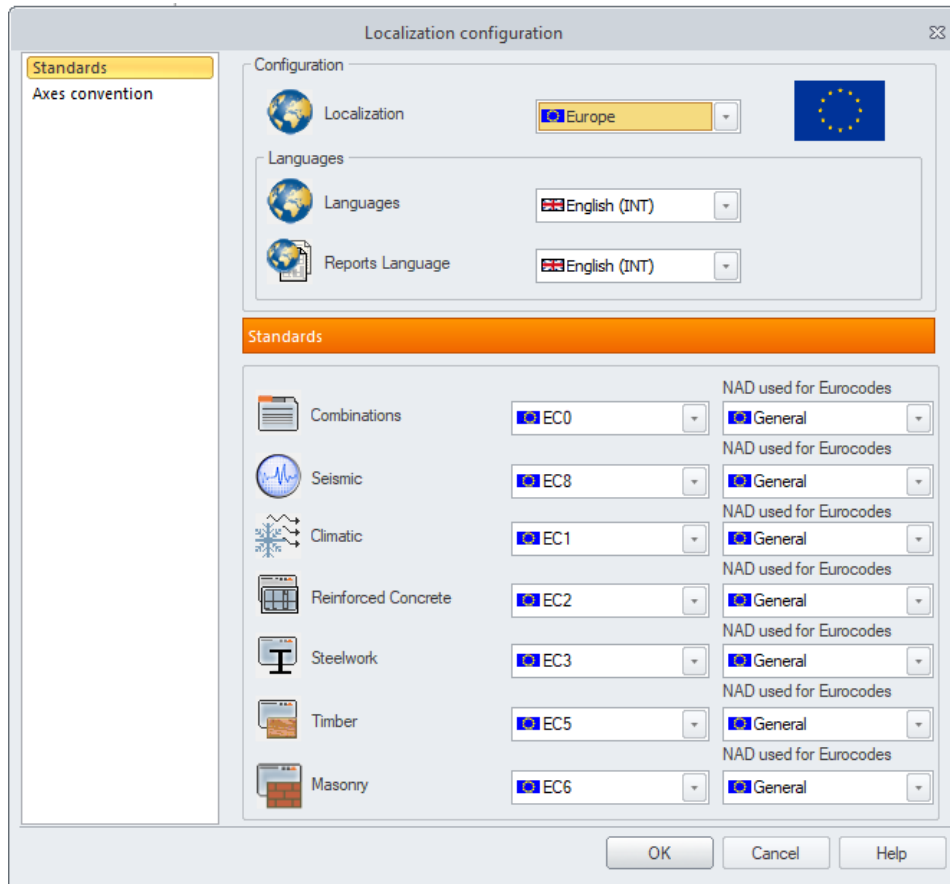 Localization configuration
Standards
Axes convention
Configuration
Localization
Europe
Languages
Languages
English (INT)
Reports Language
English (INT)
Standards
NAD used for Eurocodes
Combinations EC0 General
NAD used for Eurocodes
Seismic EC8 General
NAD used for Eurocodes
Climatic EC1 General
NAD used for Eurocodes
Reinforced Concrete EC2 General
NAD used for Eurocodes
Steelwork EC3 General
NAD used for Eurocodes
Timber EC5 General
NAD used for Eurocodes
Masonry EC6 General
OK Cancel Help